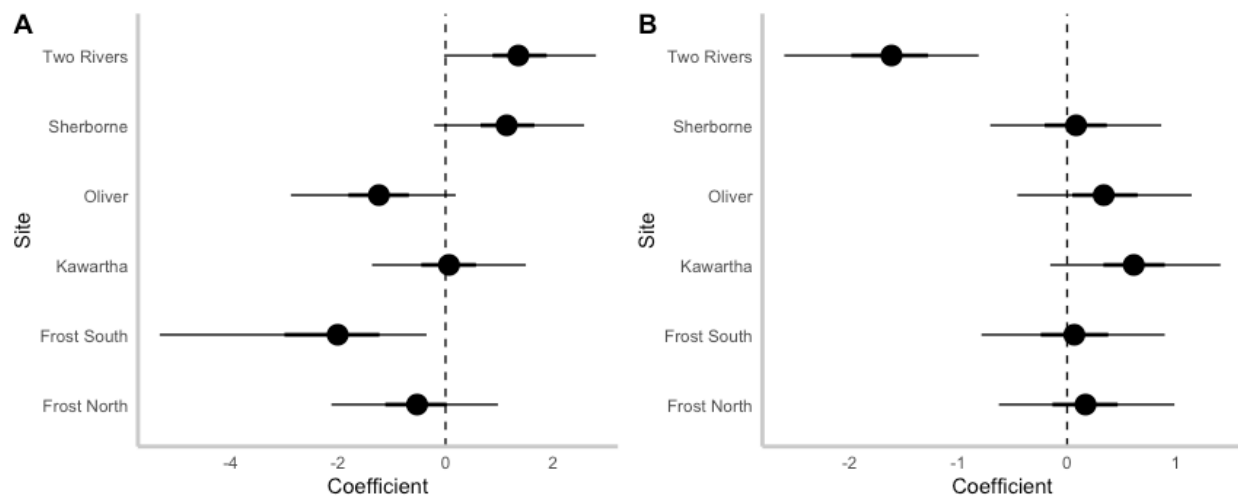 A
Two Rivers
Sherborne
Oliver
Kawartha
Frost South
Frost North
Site
-4 -2 0 2
Coefficient
B
Two Rivers
Sherborne
Oliver
Kawartha
Frost South
Frost North
Site
-2 -1 0 1
Coefficient